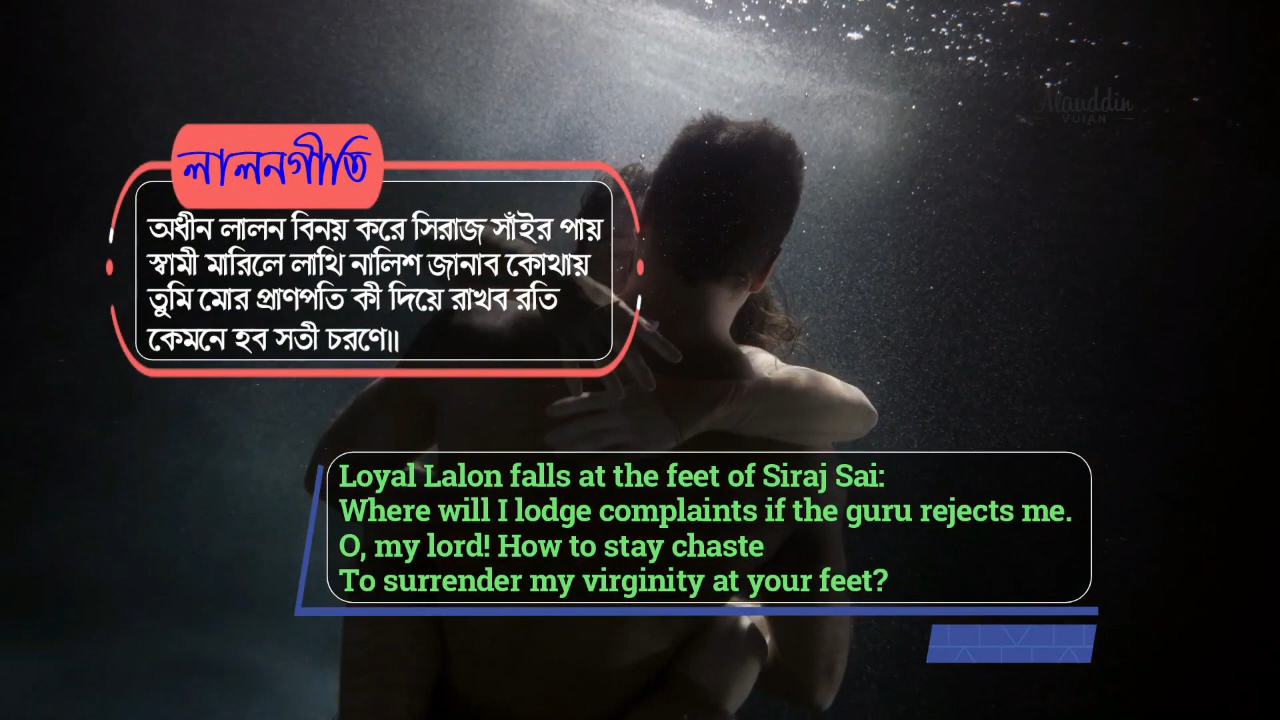 Alauddin
VUIAN
লালনগীতি
অধীন লালন বিনয় করে সিরাজ সাঁইর পায়
স্বামী মারিলে লাথি নালিশ জানাব কোথায়
তুমি মোর প্রাণপতি কী দিয়ে রাখব রতি
কেমনে হব সতী চরণে॥
Loyal Lalon falls at the feet of Siraj Sai:
Where will I lodge complaints if the guru rejects me.
O, my lord! How to stay chaste
To surrender my virginity at your feet?